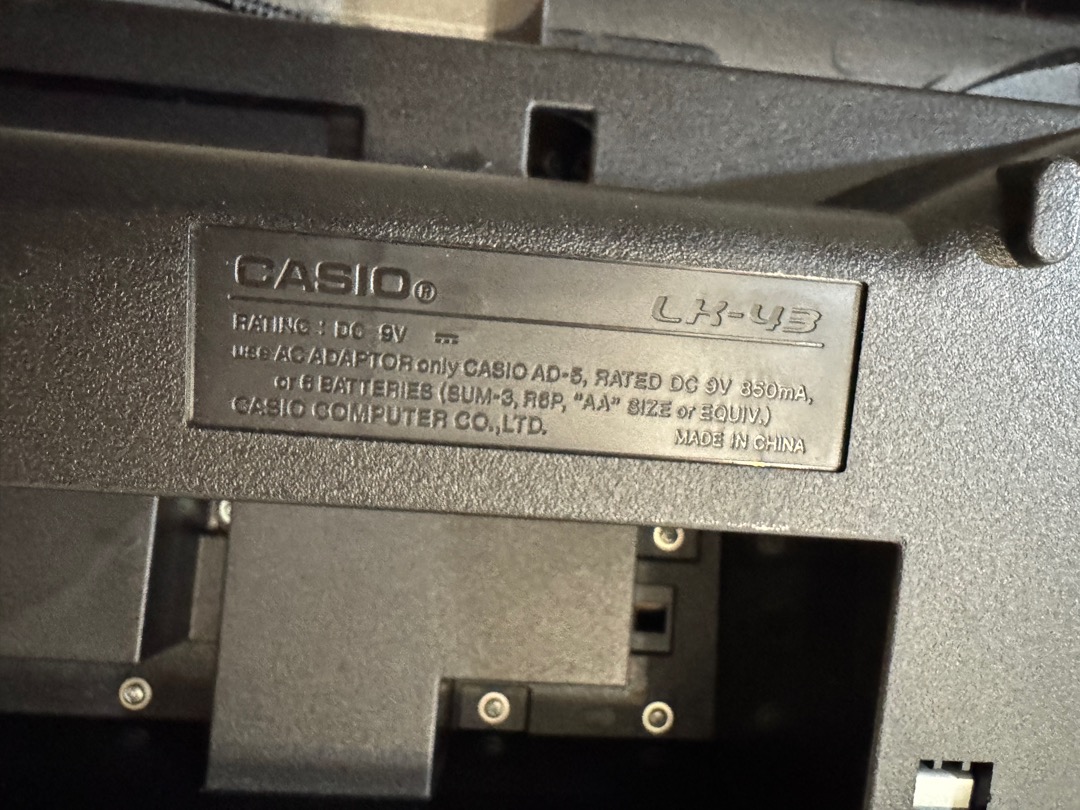 CASIO®
LK-43
RATING : DC 9V ⎓
use AC ADAPTOR only CASIO AD-5, RATED DC 9V 850mA,
or 6 BATTERIES (SUM-3, R6P, "AA" SIZE or EQUIV.)
CASIO COMPUTER CO.,LTD.
MADE IN CHINA